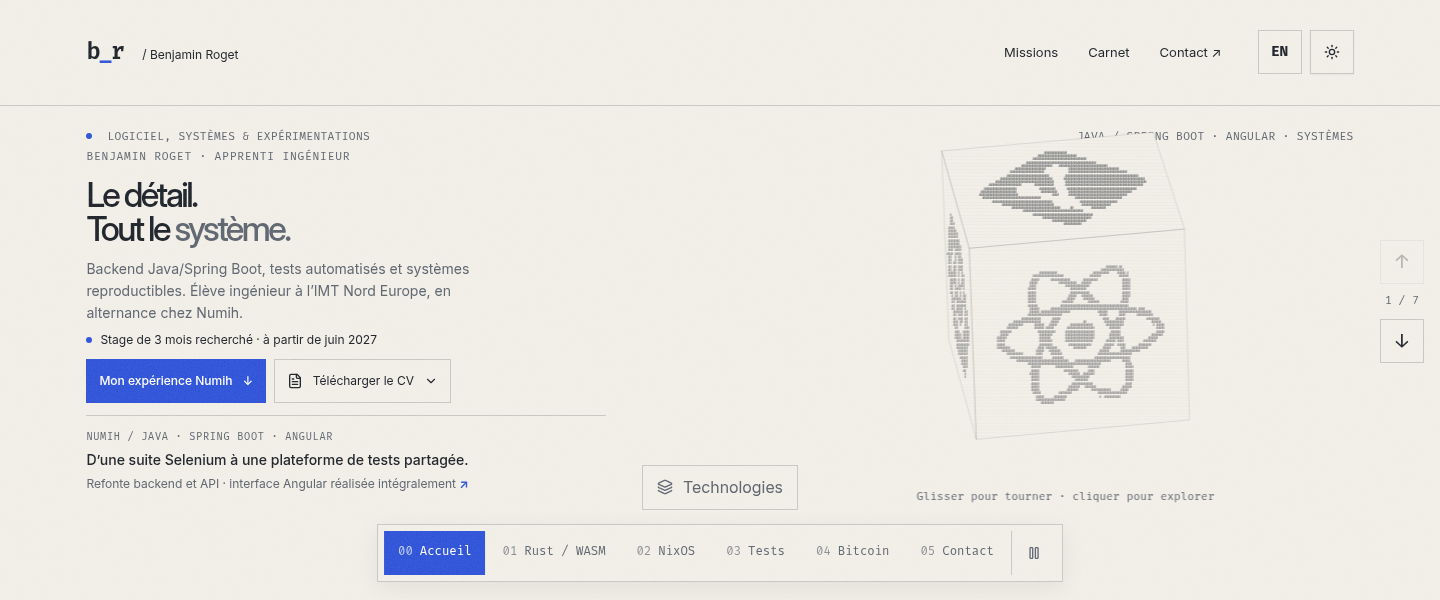 b_r / Benjamin Roget
Missions Carnet Contact ↗ EN
LOGICIEL, SYSTÈMES & EXPÉRIMENTATIONS
BENJAMIN ROGET · APPRENTI INGÉNIEUR
JAVA / SPRING BOOT · ANGULAR · SYSTÈMES
Le détail.
Tout le système.
Backend Java/Spring Boot, tests automatisés et systèmes
reproductibles. Élève ingénieur à l’IMT Nord Europe, en
alternance chez Numih.
Stage de 3 mois recherché · à partir de juin 2027
Mon expérience Numih ↓
Télécharger le CV
1 / 7
NUMIH / JAVA · SPRING BOOT · ANGULAR
D’une suite Selenium à une plateforme de tests partagée.
Refonte backend et API · interface Angular réalisée intégralement ↗
Technologies
Glisser pour tourner · cliquer pour explorer
00 Accueil 01 Rust / WASM 02 NixOS 03 Tests 04 Bitcoin 05 Contact